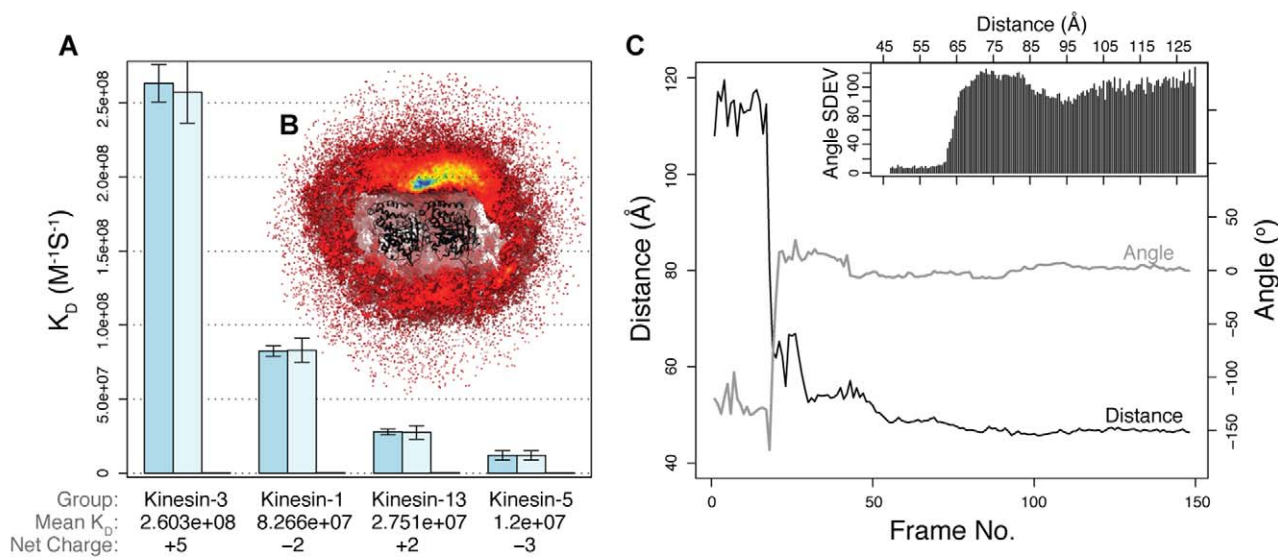 A
B
C
K_D (M⁻¹S⁻¹)
2.5e+08
2.0e+08
1.5e+08
1.0e+08
5.0e+07
0
Group: Kinesin-3 Kinesin-1 Kinesin-13 Kinesin-5
Mean K_D: 2.603e+08 8.266e+07 2.751e+07 1.2e+07
Net Charge: +5 −2 +2 −3
Distance (Å)
45 55 65 75 85 95 105 115 125
Angle SDEV
120
80
40
0
Distance (Å)
120
100
80
60
40
Angle (º)
50
0
−50
−100
−150
Angle
Distance
0 50 100 150
Frame No.